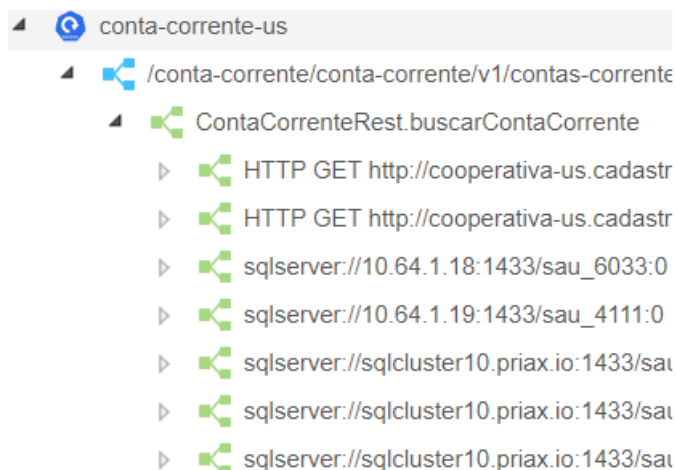 conta-corrente-us
/conta-corrente/conta-corrente/v1/contas-corrente
ContaCorrenteRest.buscarContaCorrente
HTTP GET http://cooperativa-us.cadastr
HTTP GET http://cooperativa-us.cadastr
sqlserver://10.64.1.18:1433/sau_6033:0
sqlserver://10.64.1.19:1433/sau_4111:0
sqlserver://sqlcluster10.priax.io:1433/sau
sqlserver://sqlcluster10.priax.io:1433/sau
sqlserver://sqlcluster10.priax.io:1433/sau